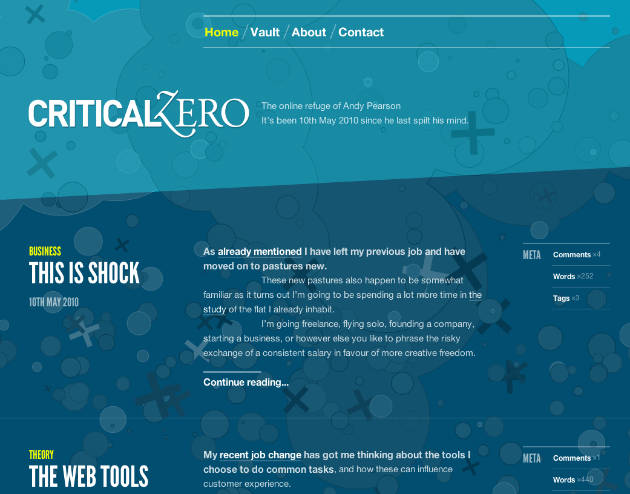 Home / Vault / About / Contact
CRITICALZERO
The online refuge of Andy Pearson
It's been 10th May 2010 since he last spilt his mind.
BUSINESS
THIS IS SHOCK
10TH MAY 2010
As already mentioned I have left my previous job and have
moved on to pastures new.
These new pastures also happen to be somewhat
familiar as it turns out I'm going to be spending a lot more time in the
study of the flat I already inhabit.
I'm going freelance, flying solo, founding a company,
starting a business, or however else you like to phrase the risky
exchange of a consistent salary in favour of more creative freedom.
Continue reading...
META
Comments ×4
Words ×252
Tags ×3
THEORY
THE WEB TOOLS
My recent job change has got me thinking about the tools I
choose to do common tasks, and how these can influence
customer experience.
META
Comments ×1
Words ×440